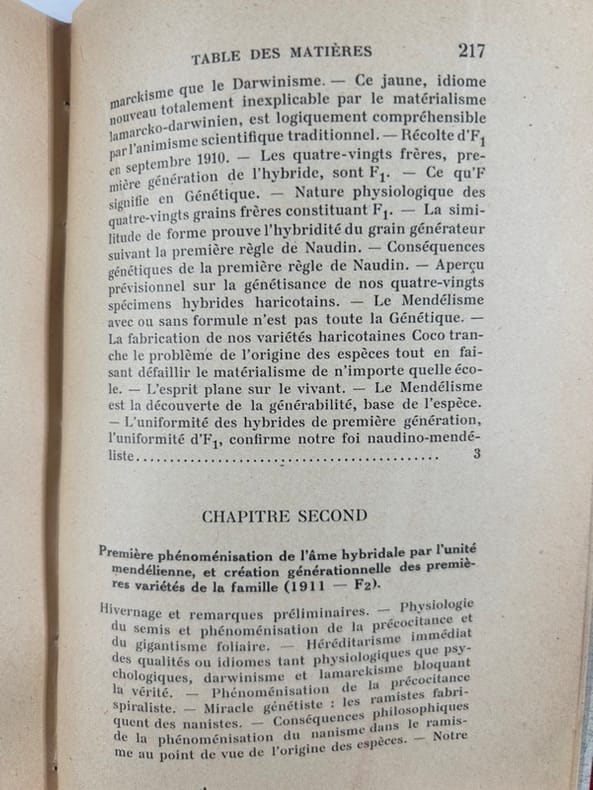 TABLE DES MATIÈRES 217
marckisme que le Darwinisme. — Ce jaune, idiome
nouveau totalement inexplicable par le matérialisme
lamarcko-darwinien, est logiquement compréhensible
par l'animisme scientifique traditionnel. — Récolte d'F1
en septembre 1910. — Les quatre-vingts frères, pre-
mière génération de l'hybride, sont F1. — Ce qu'F
signifie en Génétique. — Nature physiologique des
quatre-vingts grains frères constituant F1. — La simi-
litude de forme prouve l'hybridité du grain générateur
suivant la première règle de Naudin. — Conséquences
génétiques de la première règle de Naudin. — Aperçu
prévisionnel sur la génétisance de nos quatre-vingts
spécimens hybrides haricotains. — Le Mendélisme
avec ou sans formule n'est pas toute la Génétique. —
La fabrication de nos variétés haricotaines Coco tran-
che le problème de l'origine des espèces tout en fai-
sant défaillir le matérialisme de n'importe quelle éco-
le. — L'esprit plane sur le vivant. — Le Mendélisme
est la découverte de la générabilité, base de l'espèce.
— L'uniformité des hybrides de première génération,
l'uniformité d'F1, confirme notre foi naudino-mendé-
liste........................................ 3
CHAPITRE SECOND
Première phénoménisation de l'âme hybridale par l'unité
mendélienne, et création générationnelle des premiè-
res variétés de la famille (1911 — F2).
Hivernage et remarques préliminaires. — Physiologie
du semis et phénoménisation de la précocitance et
du gigantisme foliaire. — Héréditarisme immédiat
des qualités ou idiomes tant physiologiques que psy-
chologiques, darwinisme et lamarckisme bloquant
la vérité. — Phénoménisation de la précocitance
spiraliste. — Miracle génétiste : les ramistes fabri-
quent des nanistes. — Conséquences philosophiques
de la phénoménisation du nanisme dans le ramis-
me au point de vue de l'origine des espèces. — Notre